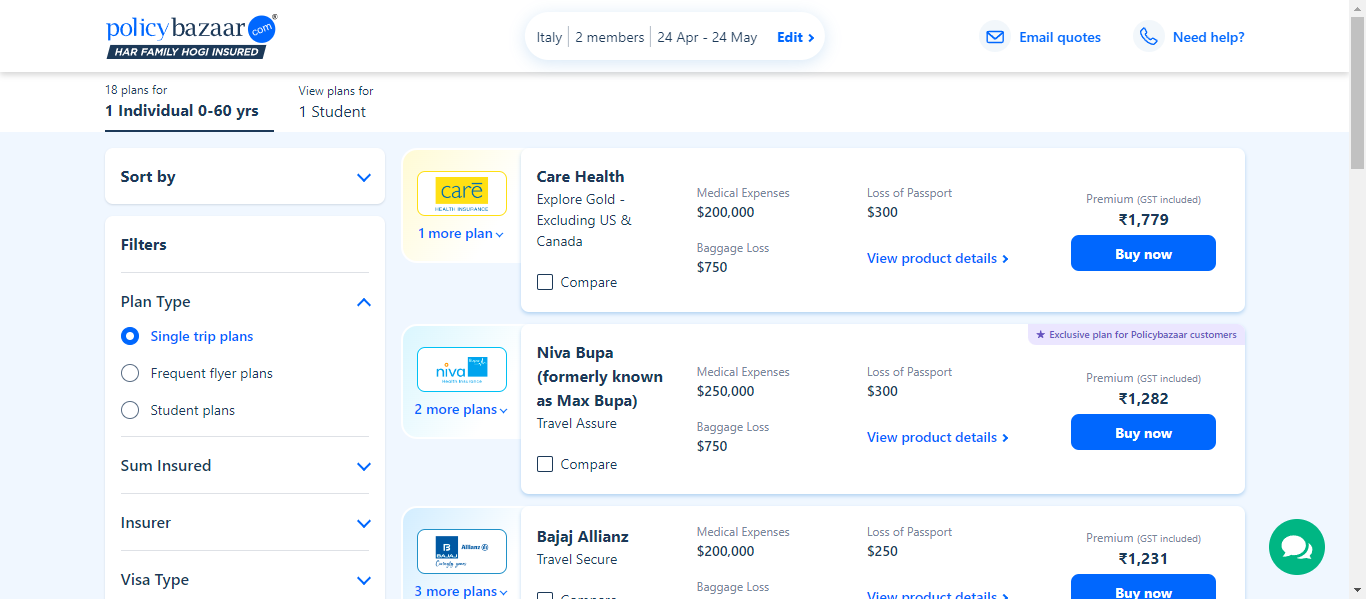 policybazaar.com®
HAR FAMILY HOGI INSURED
Italy 2 members 24 Apr - 24 May Edit
Email quotes
Need help?
18 plans for
1 Individual 0-60 yrs
View plans for
1 Student
Sort by
Filters
Plan Type
Single trip plans
Frequent flyer plans
Student plans
Sum Insured
Insurer
Visa Type
care
HEALTH INSURANCE
1 more plan
Care Health
Explore Gold -
Excluding US &
Canada
Compare
Medical Expenses
$200,000
Baggage Loss
$750
Loss of Passport
$300
View product details
Premium (GST included)
₹1,779
Buy now
niva Bupa
Health Insurance
2 more plans
Exclusive plan for Policybazaar customers
Niva Bupa
(formerly known
as Max Bupa)
Travel Assure
Compare
Medical Expenses
$250,000
Baggage Loss
$750
Loss of Passport
$300
View product details
Premium (GST included)
₹1,282
Buy now
BAJAJ Allianz
Caringly yours
3 more plans
Bajaj Allianz
Travel Secure
Compare
Medical Expenses
$200,000
Baggage Loss
Loss of Passport
$250
View product details
Premium (GST included)
₹1,231
Buy now